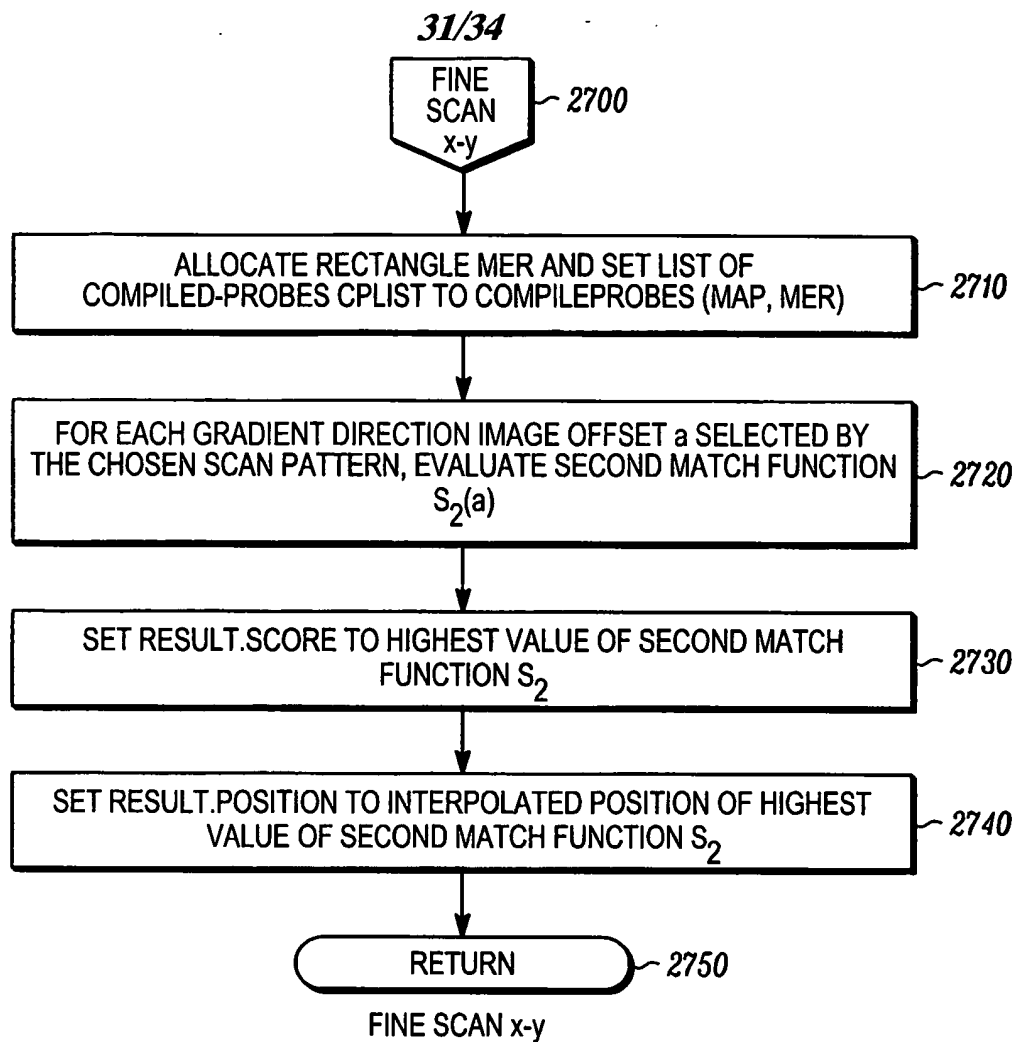 31/34
FINE
SCAN
x-y
2700
ALLOCATE RECTANGLE MER AND SET LIST OF
COMPILED-PROBES CPLIST TO COMPILEPROBES (MAP, MER)
2710
FOR EACH GRADIENT DIRECTION IMAGE OFFSET a SELECTED BY
THE CHOSEN SCAN PATTERN, EVALUATE SECOND MATCH FUNCTION
S2(a)
2720
SET RESULT.SCORE TO HIGHEST VALUE OF SECOND MATCH
FUNCTION S2
2730
SET RESULT.POSITION TO INTERPOLATED POSITION OF HIGHEST
VALUE OF SECOND MATCH FUNCTION S2
2740
RETURN
2750
FINE SCAN x-y